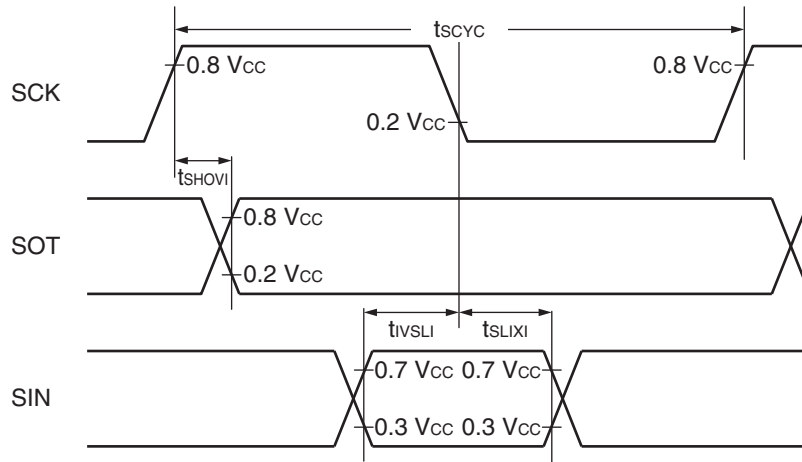 tSCYC
SCK
0.8 VCC
0.8 VCC
0.2 VCC
tSHOVI
SOT
0.8 VCC
0.2 VCC
tIVSLI
tSLIXI
SIN
0.7 VCC
0.7 VCC
0.3 VCC
0.3 VCC